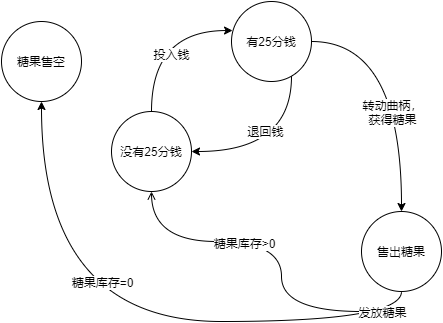 有25分钱
糖果售空
投入钱
转动曲柄，
获得糖果
退回钱
没有25分钱
糖果库存>0
售出糖果
糖果库存=0
发放糖果